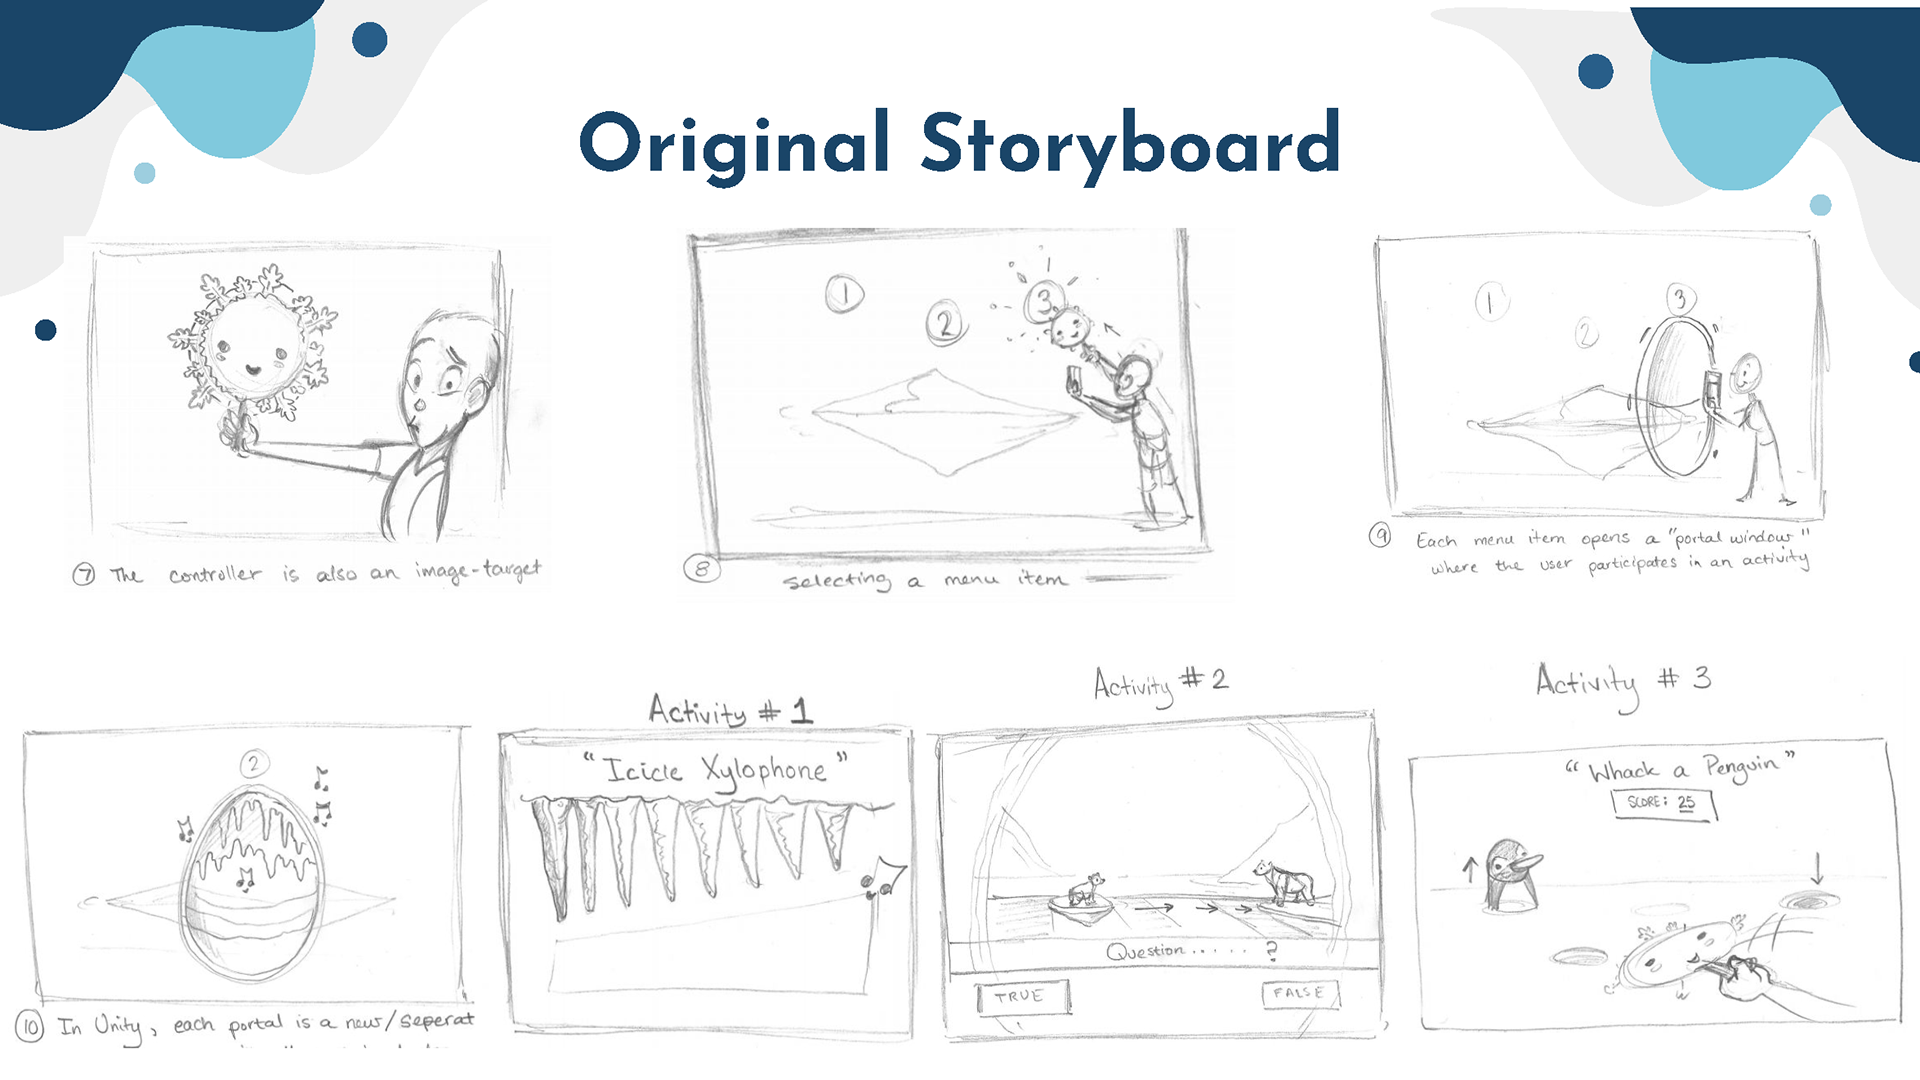 Original Storyboard
1
2
3
1
2
3
7 The controller is also an image-target
8 selecting a menu item
9 Each menu item opens a "portal window"
where the user participates in an activity
Activity # 1
Activity # 2
Activity # 3
2
"Icicle Xylophone"
"Whack a Penguin"
SCORE: 25
Question...... ?
TRUE
FALSE
10 In Unity, each portal is a new/seperat